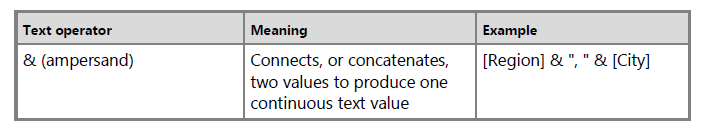 Text operator Meaning Example
& (ampersand) Connects, or concatenates, [Region] & ", " & [City]
two values to produce one
continuous text value